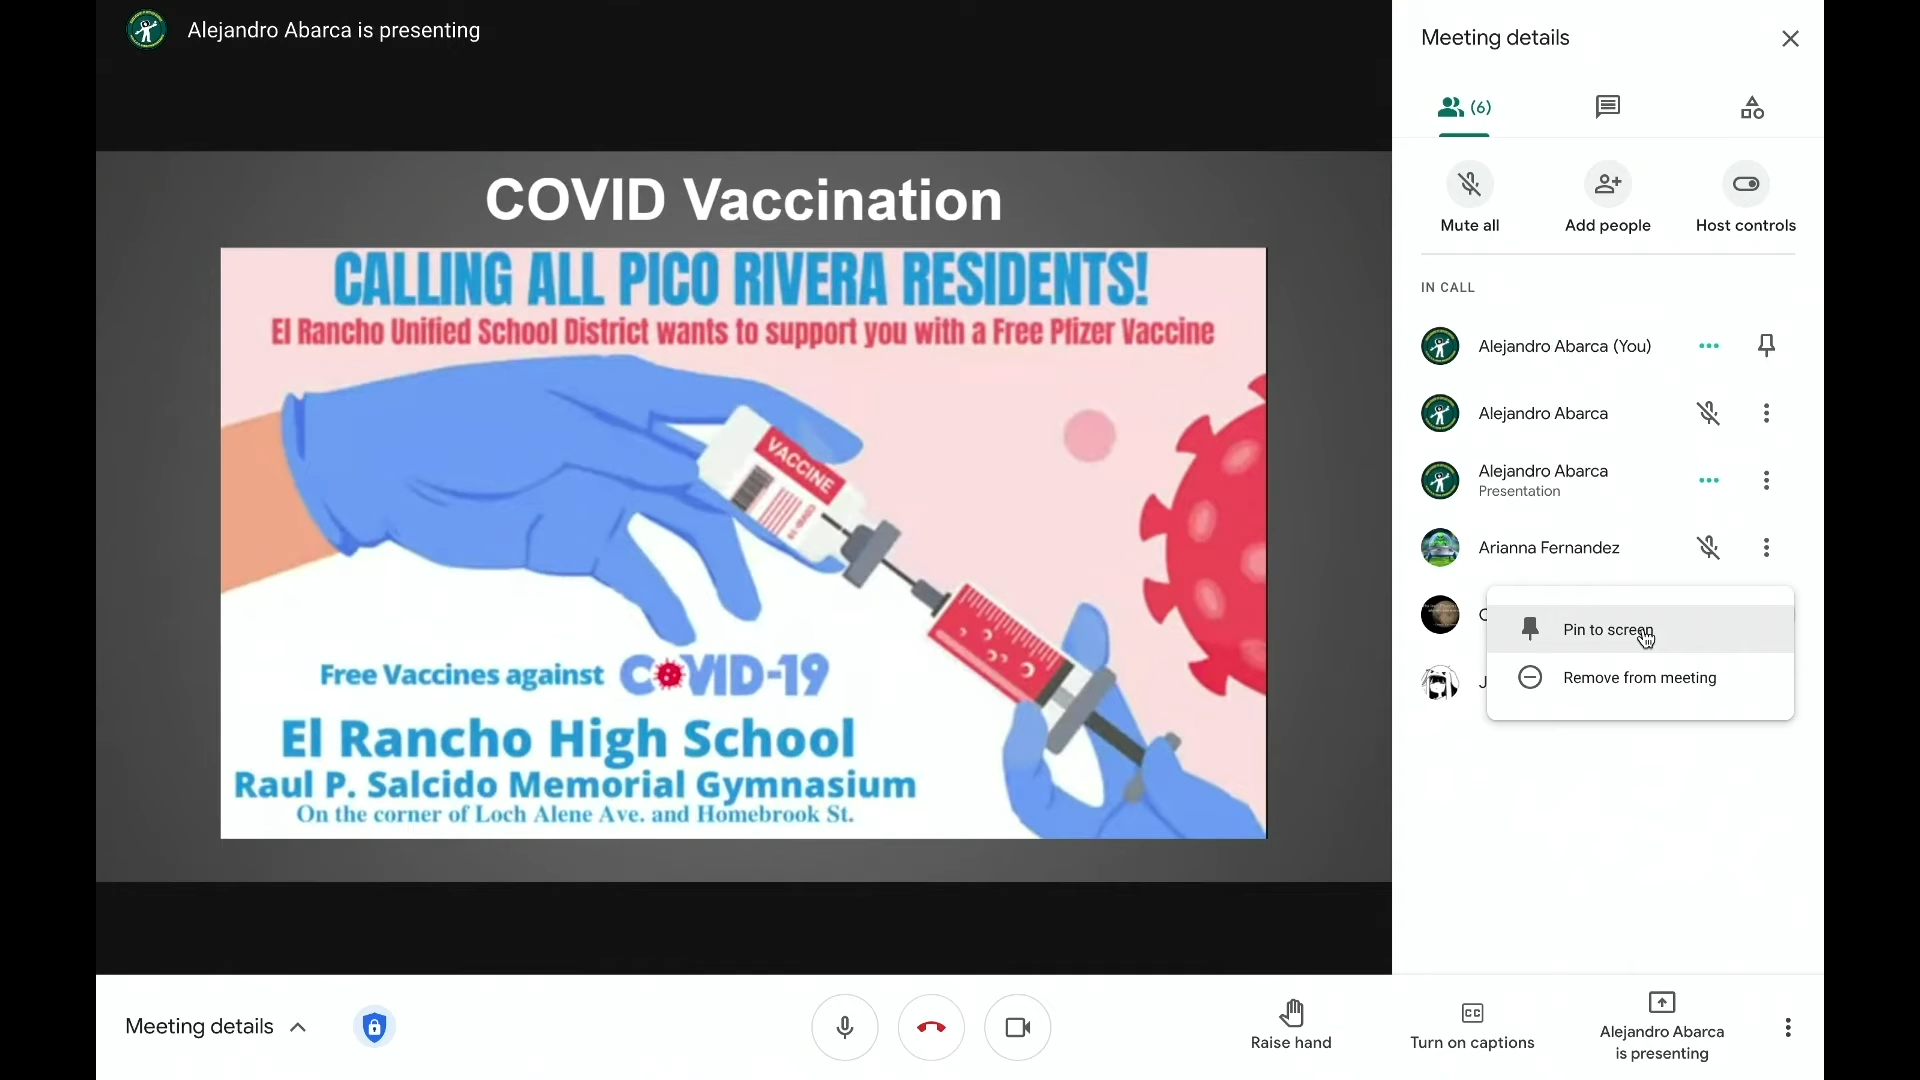 Alejandro Abarca is presenting
COVID Vaccination
CALLING ALL PICO RIVERA RESIDENTS!
El Rancho Unified School District wants to support you with a Free Pfizer Vaccine
VACCINE
Free Vaccines against COVID-19
El Rancho High School
Raul P. Salcido Memorial Gymnasium
On the corner of Loch Alene Ave. and Homebrook St.
Meeting details
(6)
Mute all
Add people
Host controls
IN CALL
Alejandro Abarca (You)
Alejandro Abarca
Alejandro Abarca
Presentation
Arianna Fernandez
Pin to screen
Remove from meeting
Meeting details
Raise hand
CC
Turn on captions
Alejandro Abarca
is presenting